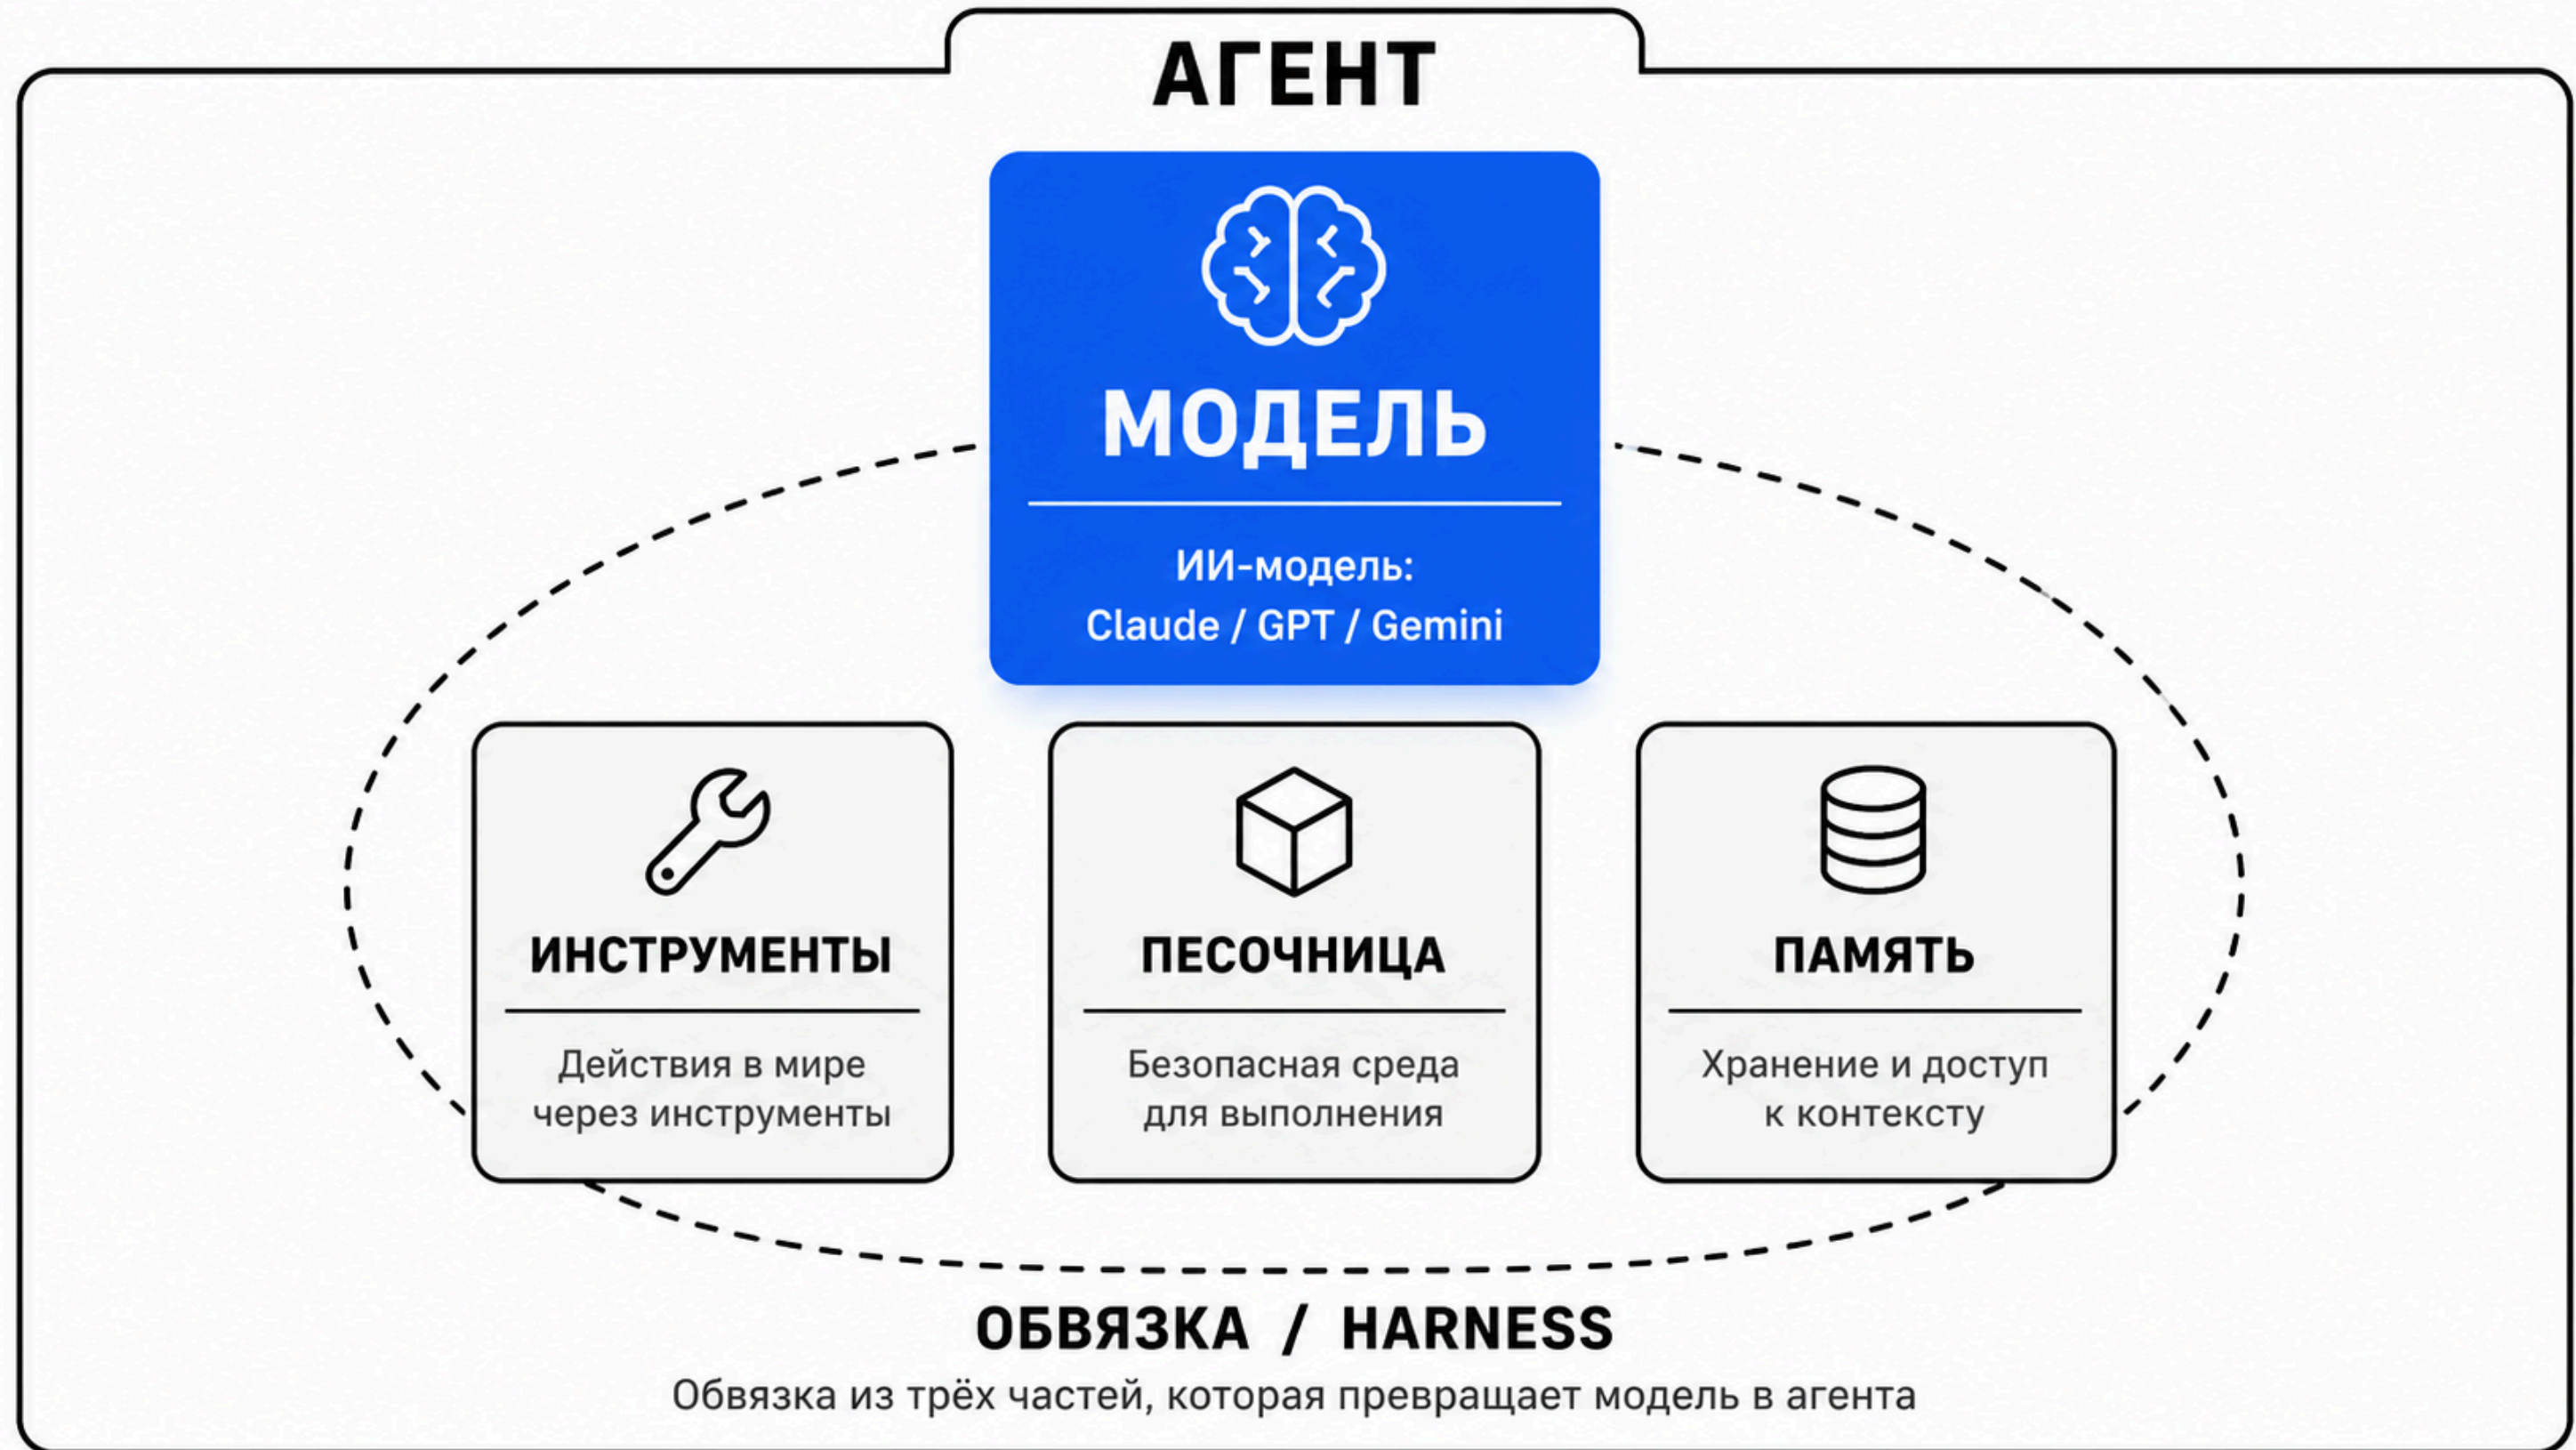 АГЕНТ
МОДЕЛЬ
ИИ-модель:
Claude / GPT / Gemini
ИНСТРУМЕНТЫ
Действия в мире
через инструменты
ПЕСОЧНИЦА
Безопасная среда
для выполнения
ПАМЯТЬ
Хранение и доступ
к контексту
ОБВЯЗКА / HARNESS
Обвязка из трёх частей, которая превращает модель в агента